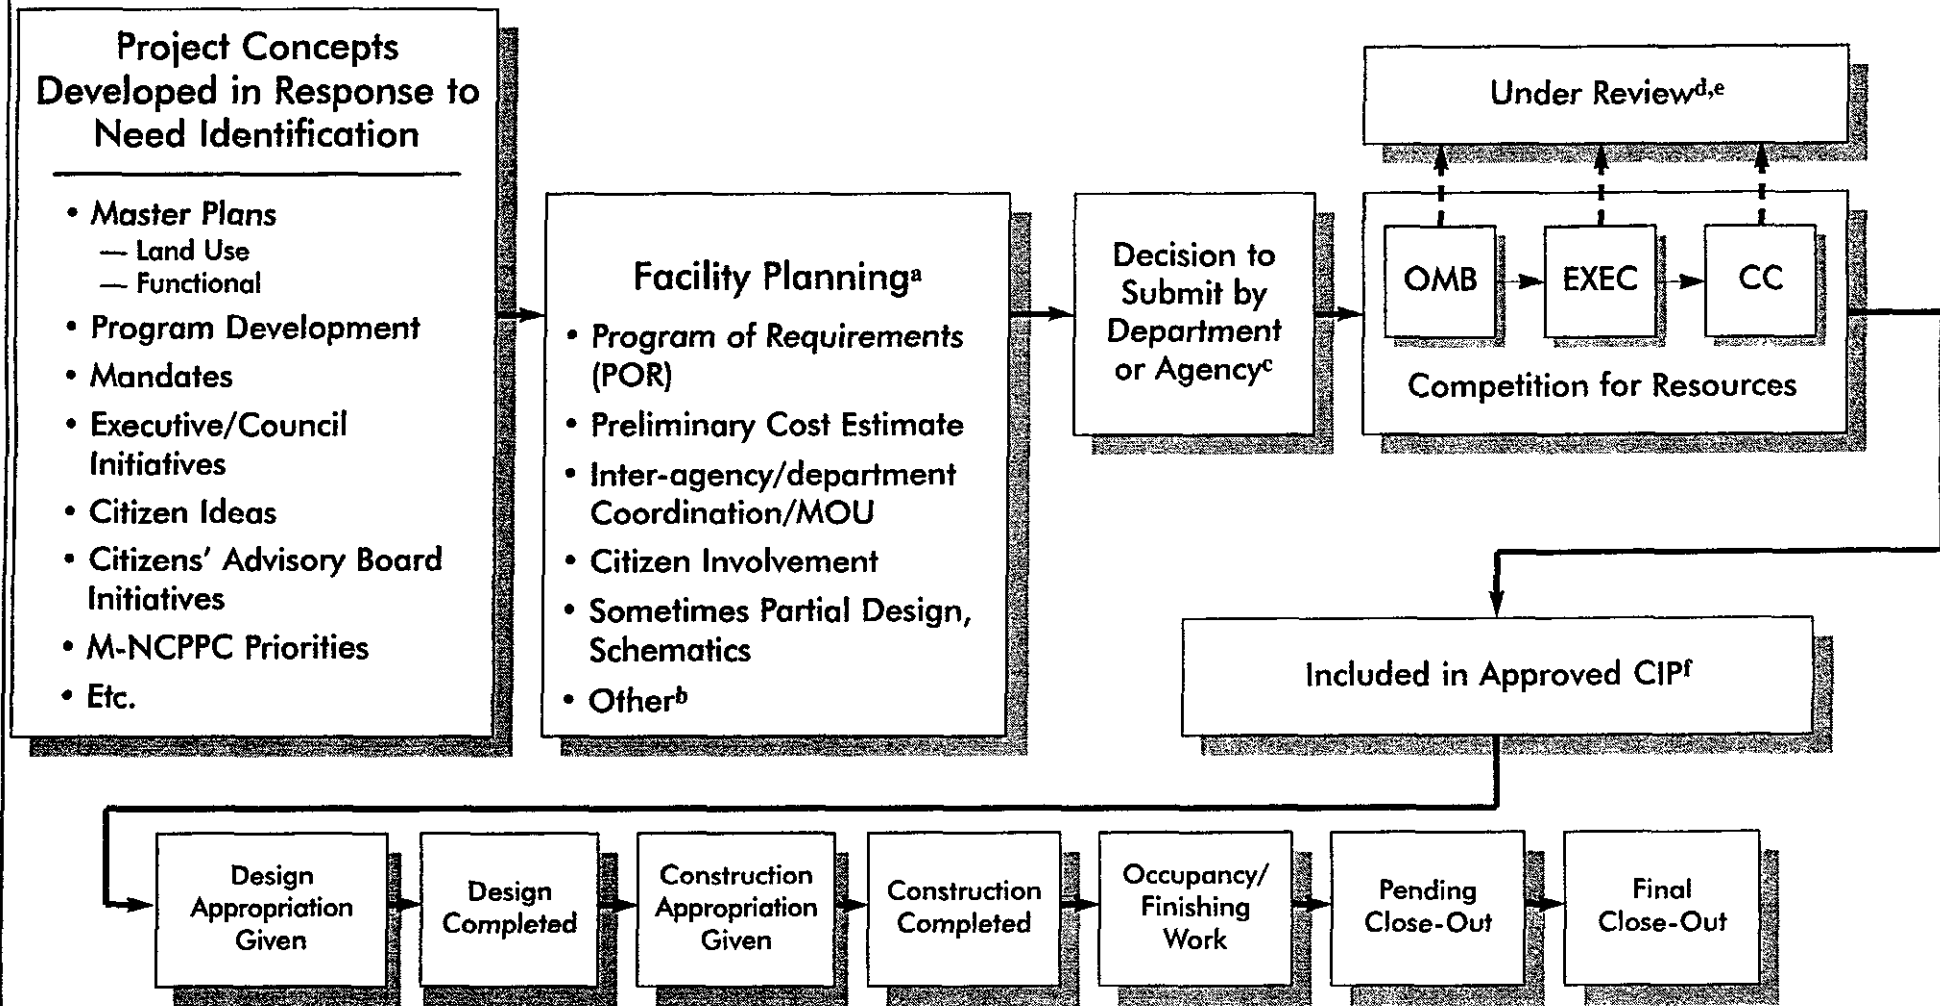 Project Concepts
Developed in Response to
Need Identification
• Master Plans
— Land Use
— Functional
• Program Development
• Mandates
• Executive/Council
Initiatives
• Citizen Ideas
• Citizens' Advisory Board
Initiatives
• M-NCPPC Priorities
• Etc.
Facility Planningᵃ
• Program of Requirements
(POR)
• Preliminary Cost Estimate
• Inter-agency/department
Coordination/MOU
• Citizen Involvement
• Sometimes Partial Design,
Schematics
• Otherᵇ
Decision to
Submit by
Department
or Agencyᶜ
Under Reviewᵈ,ᵉ
OMB
EXEC
CC
Competition for Resources
Included in Approved CIPᶠ
Design
Appropriation
Given
Design
Completed
Construction
Appropriation
Given
Construction
Completed
Occupancy/
Finishing
Work
Pending
Close-Out
Final
Close-Out